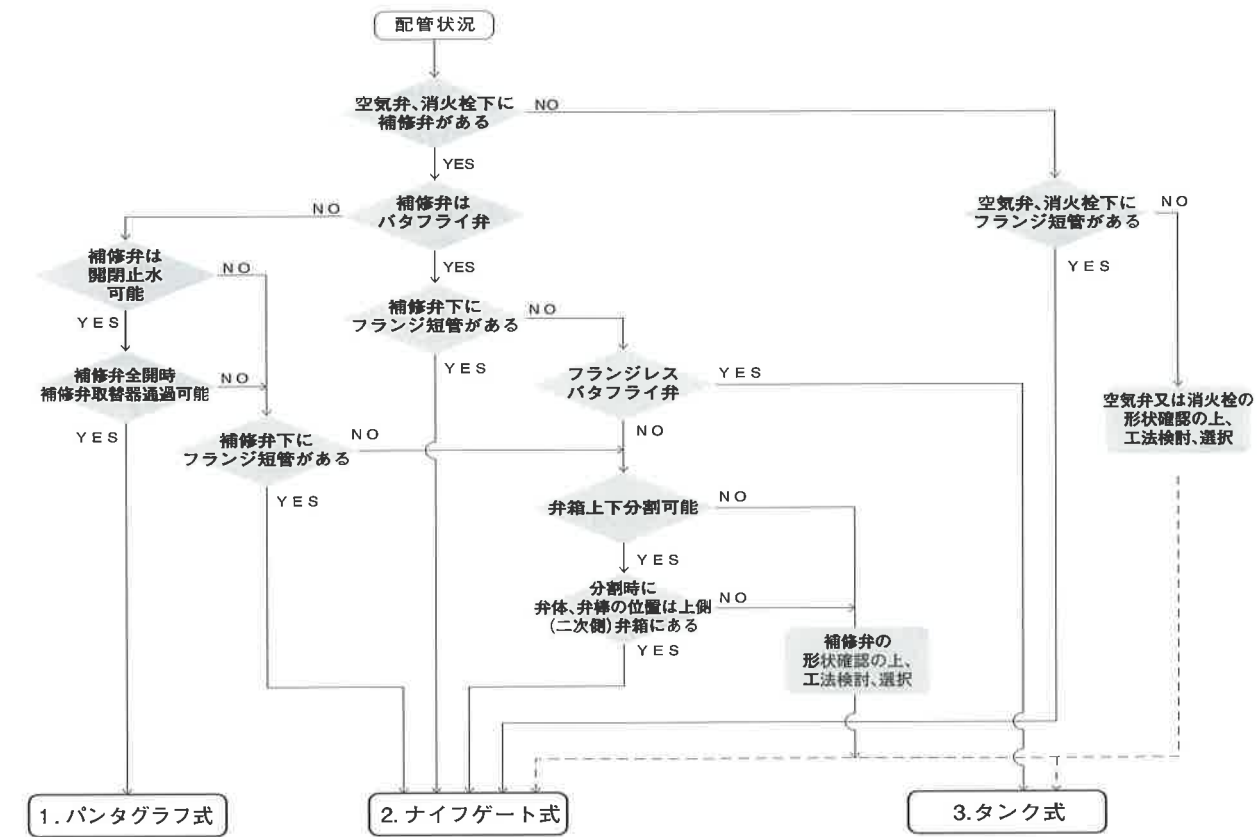 配管状況
空気弁、消火栓下に
補修弁がある
NO
YES
補修弁は
バタフライ弁
NO
YES
空気弁、消火栓下に
フランジ短管がある
NO
YES
補修弁は
開閉止水
可能
NO
YES
補修弁下に
フランジ短管がある
NO
YES
補修弁全開時
補修弁取替器通過可能
NO
YES
フランジレス
バタフライ弁
YES
NO
空気弁又は消火栓の
形状確認の上、
工法検討、選択
補修弁下に
フランジ短管がある
NO
YES
弁箱上下分割可能
NO
YES
分割時に
弁体、弁棒の位置は上側
(二次側)弁箱にある
NO
YES
補修弁の
形状確認の上、
工法検討、選択
1.パンタグラフ式
2.ナイフゲート式
3.タンク式